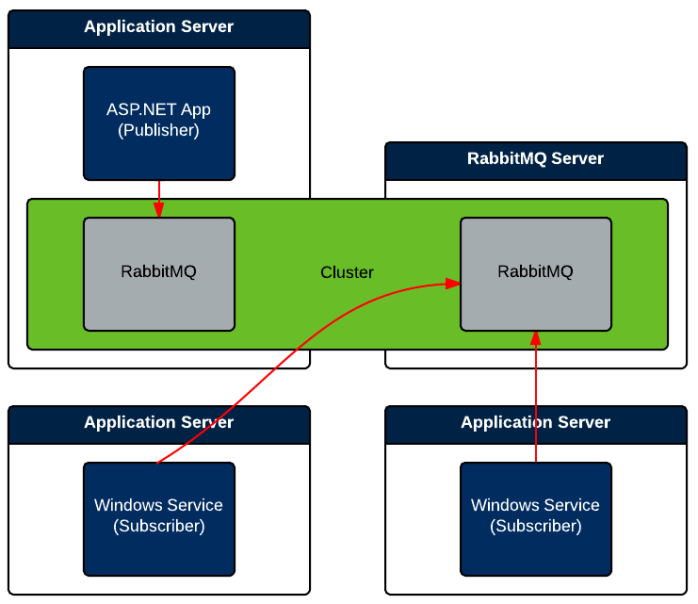 Application Server
ASP.NET App
(Publisher)
RabbitMQ Server
RabbitMQ
Cluster
RabbitMQ
Application Server
Windows Service
(Subscriber)
Application Server
Windows Service
(Subscriber)